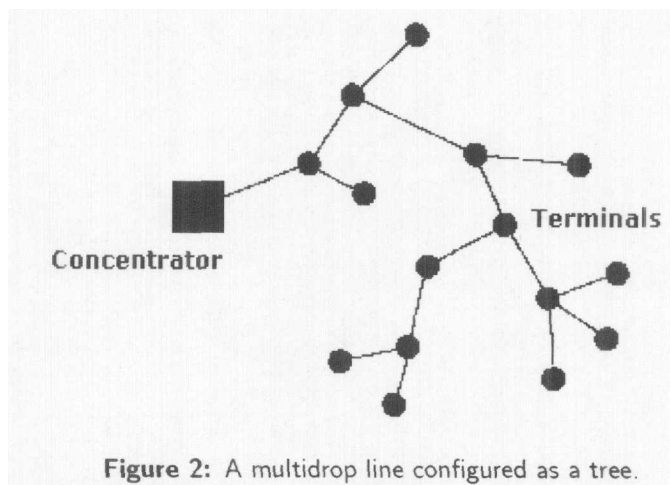 Terminals
Concentrator
Figure 2: A multidrop line configured as a tree.